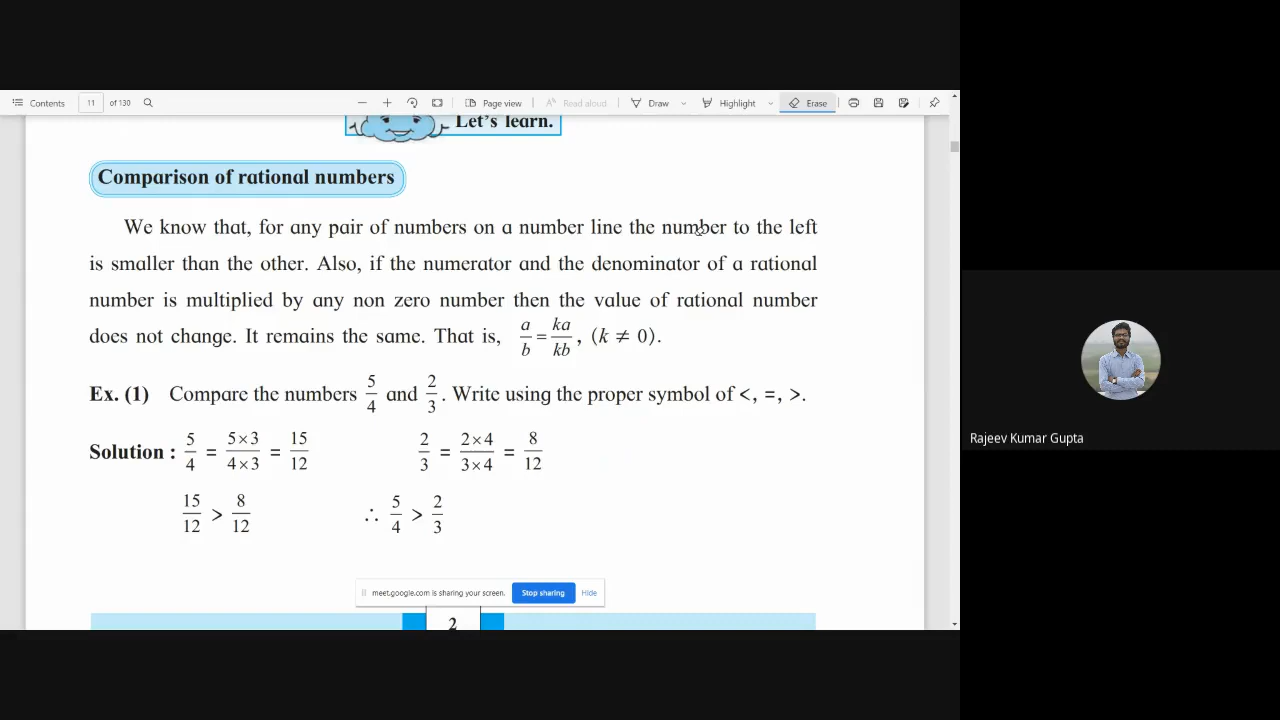 Contents 11 of 130 Page view Read aloud Draw Highlight Erase
Let's learn.
Comparison of rational numbers
We know that, for any pair of numbers on a number line the number to the left
is smaller than the other. Also, if the numerator and the denominator of a rational
number is multiplied by any non zero number then the value of rational number
does not change. It remains the same. That is, a/b = ka/kb, (k ≠ 0).
Ex. (1) Compare the numbers 5/4 and 2/3. Write using the proper symbol of <, =, >.
Solution : 5/4 = 5×3/4×3 = 15/12 2/3 = 2×4/3×4 = 8/12
15/12 > 8/12 ∴ 5/4 > 2/3
meet.google.com is sharing your screen. Stop sharing Hide
2
Rajeev Kumar Gupta